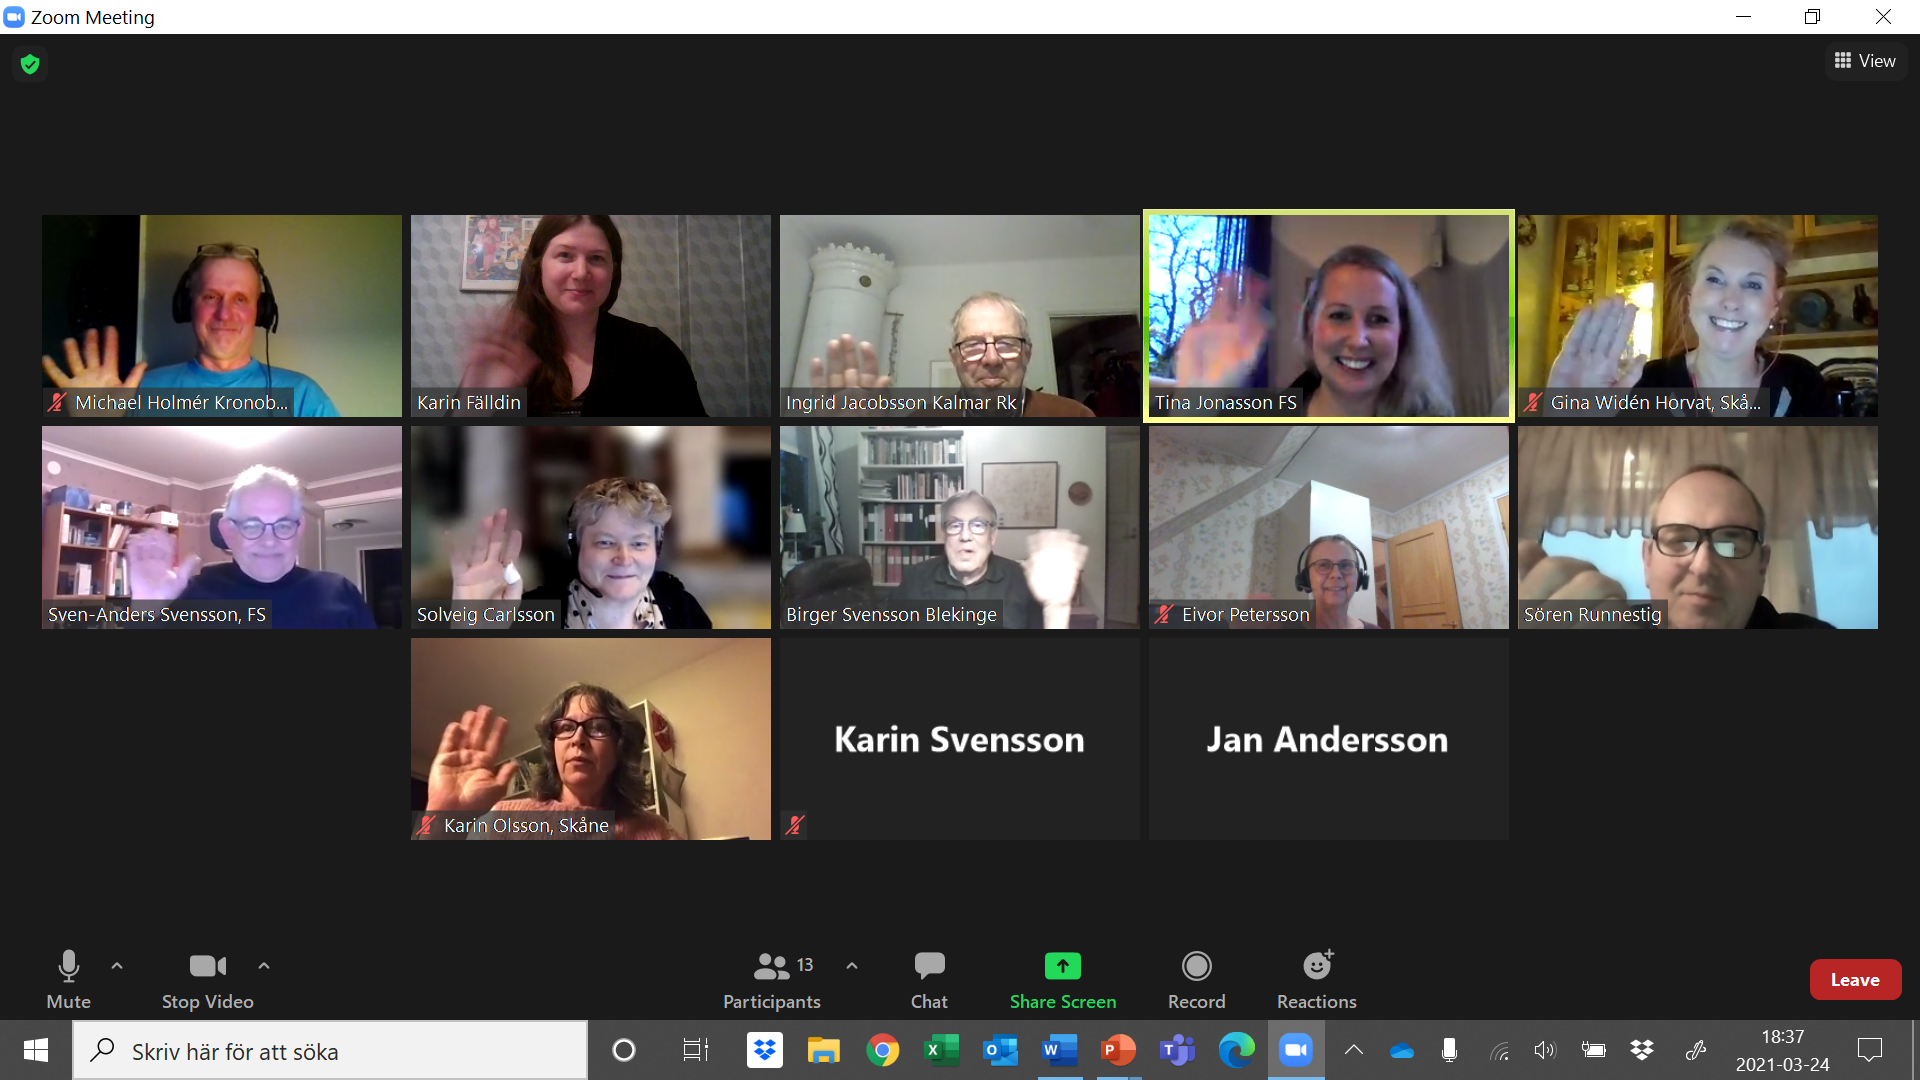 Zoom Meeting
View
Michael Holmér Kronob...
Karin Fälldin
Ingrid Jacobsson Kalmar Rk
Tina Jonasson FS
Gina Widén Horvat, Skå...
Sven-Anders Svensson, FS
Solveig Carlsson
Birger Svensson Blekinge
Eivor Petersson
Sören Runnestig
Karin Olsson, Skåne
Karin Svensson
Jan Andersson
Mute
Stop Video
13
Participants
Chat
Share Screen
Record
Reactions
Leave
Skriv här för att söka
18:37
2021-03-24